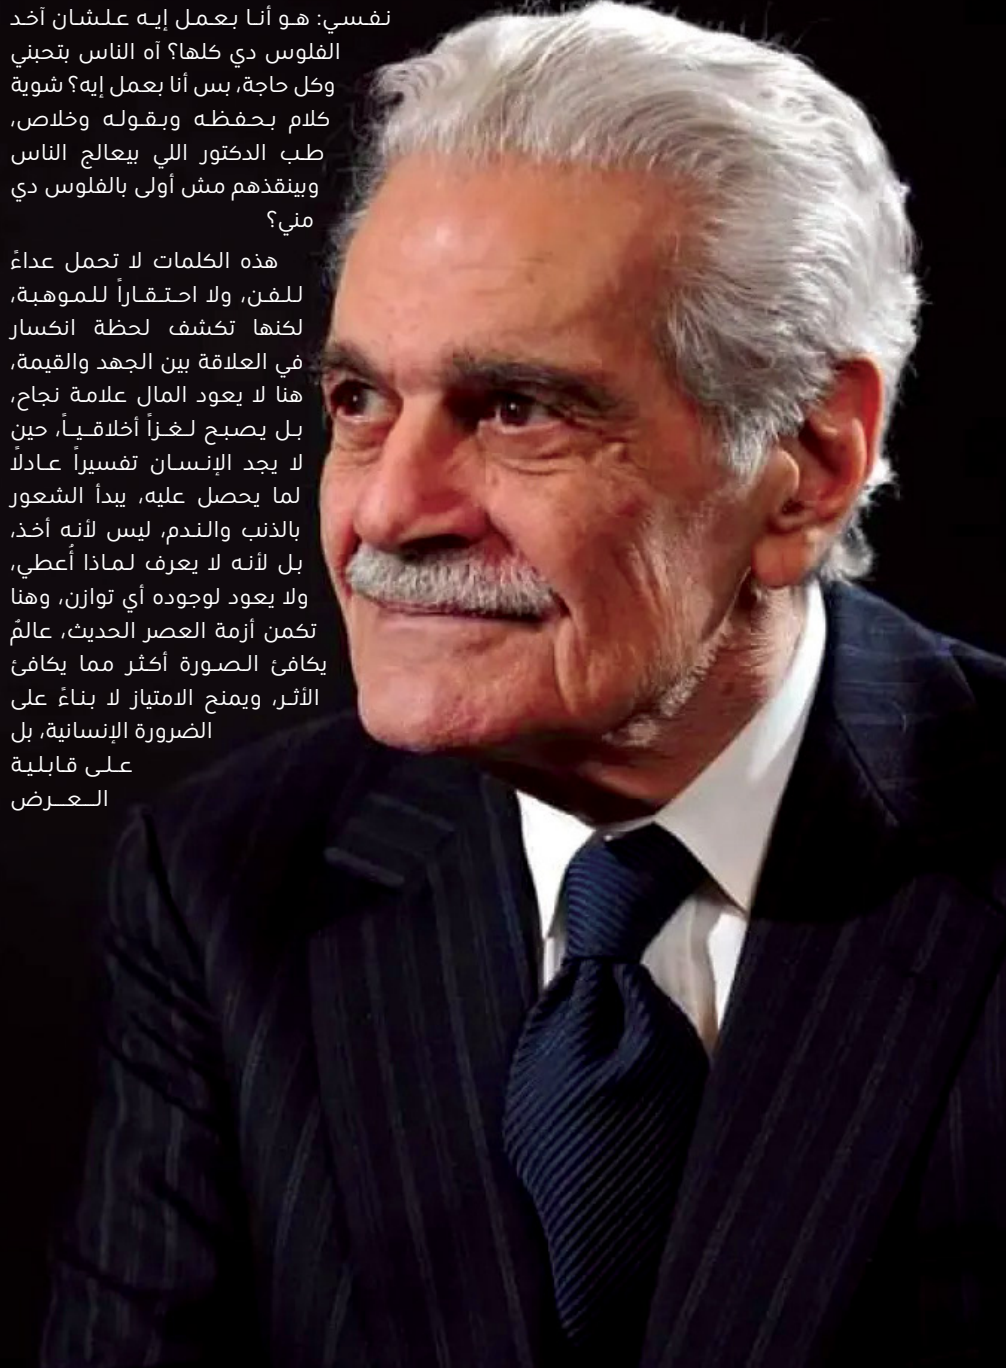 نفسي: هو أنا بعمل إيه علشان آخد
الفلوس دي كلها؟ آه الناس بتحبني
وكل حاجة، بس أنا بعمل إيه؟ شوية
كلام بحفظه وبقوله وخلاص،
طب الدكتور اللي بيعالج الناس
وبينقذهم مش أولى بالفلوس دي
مني؟
هذه الكلمات لا تحمل عداءً
للفن، ولا احتقاراً للموهبة،
لكنها تكشف لحظة انكسار
في العلاقة بين الجهد والقيمة،
هنا لا يعود المال علامة نجاح،
بل يصبح لغزاً أخلاقياً، حين
لا يجد الإنسان تفسيراً عادلاً
لما يحصل عليه، يبدأ الشعور
بالذنب والندم، ليس لأنه أخذ،
بل لأنه لا يعرف لماذا أُعطي،
ولا يعود لوجوده أي توازن، وهنا
تكمن أزمة العصر الحديث، عالمٌ
يكافئ الصورة أكثر مما يكافئ
الأثر، ويمنح الامتياز لا بناءً على
الضرورة الإنسانية، بل
على قابلية
العرض